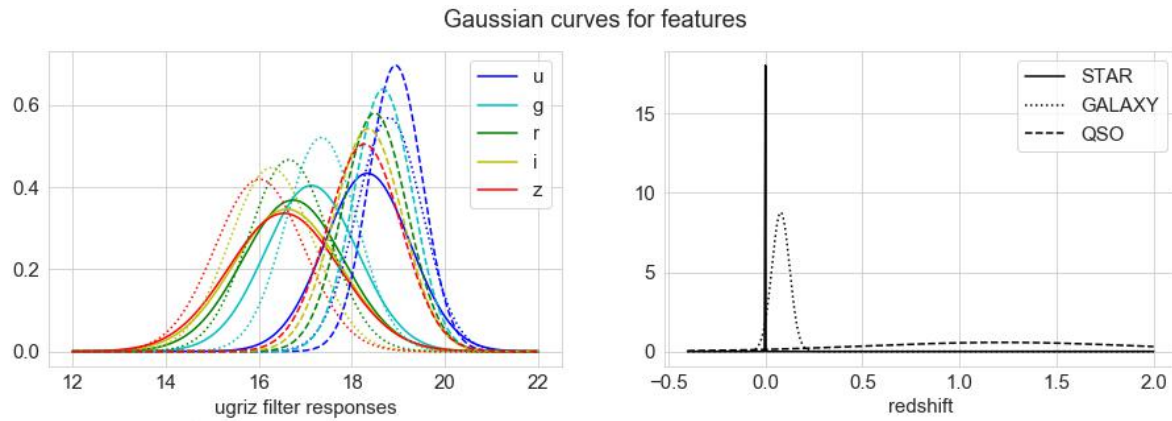 Gaussian curves for features
u
g
r
i
z
0.6
0.4
0.2
0.0
12 14 16 18 20 22
ugriz filter responses
STAR
GALAXY
QSO
15
10
5
0
−0.5 0.0 0.5 1.0 1.5 2.0
redshift